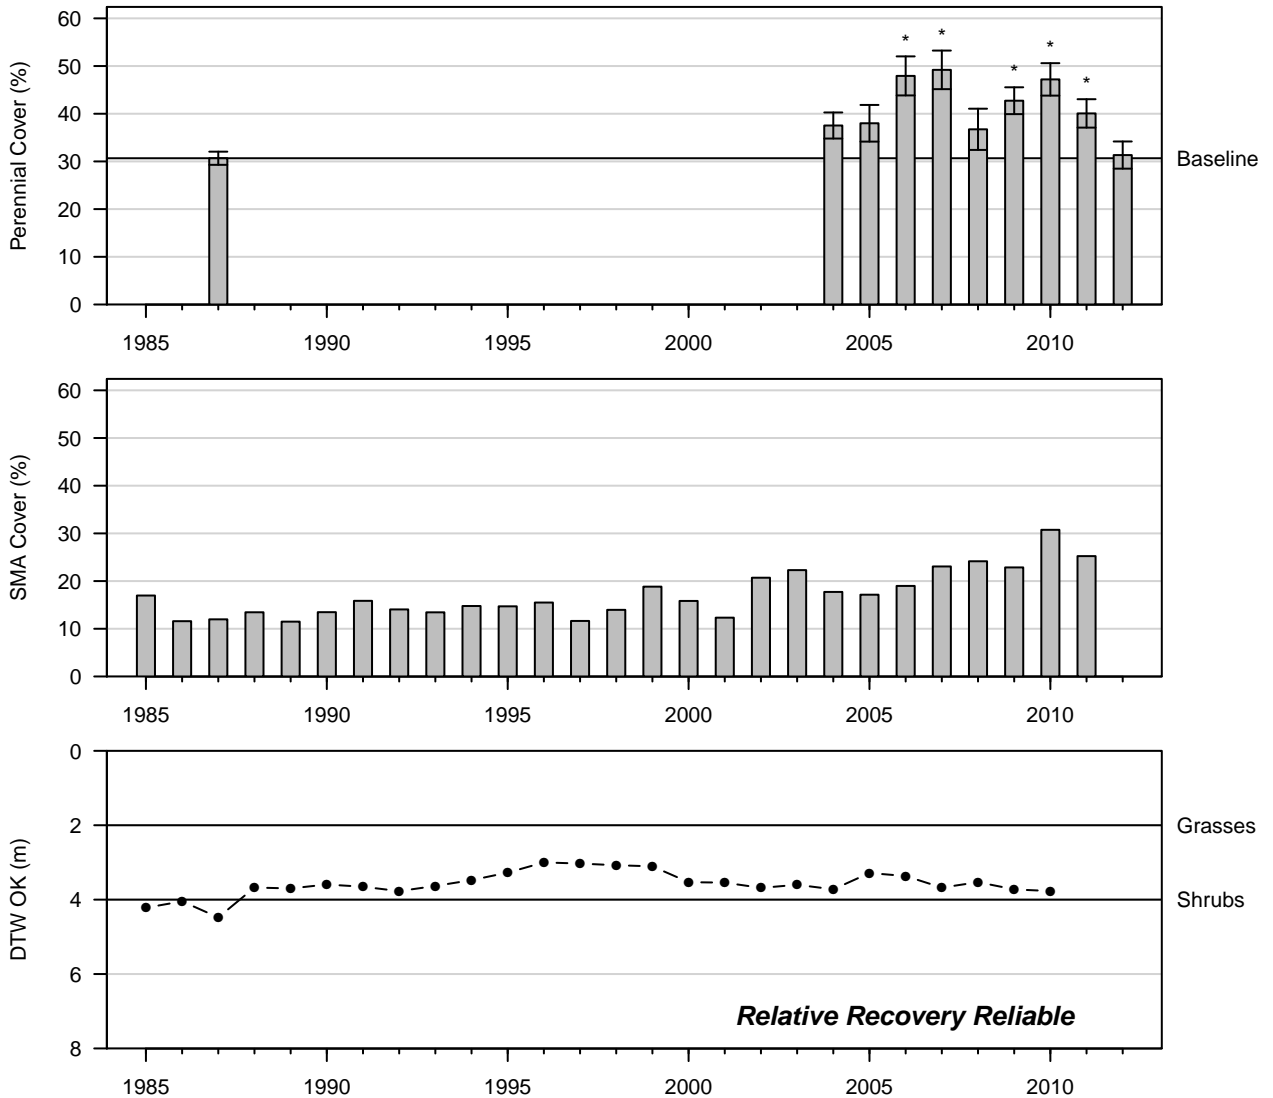 60
50
40
30
20
10
0
Perennial Cover (%)
* * * * *
Baseline
1985 1990 1995 2000 2005 2010
60
50
40
30
20
10
0
SMA Cover (%)
1985 1990 1995 2000 2005 2010
0
2
4
6
8
DTW OK (m)
Grasses
Shrubs
Relative Recovery Reliable
1985 1990 1995 2000 2005 2010